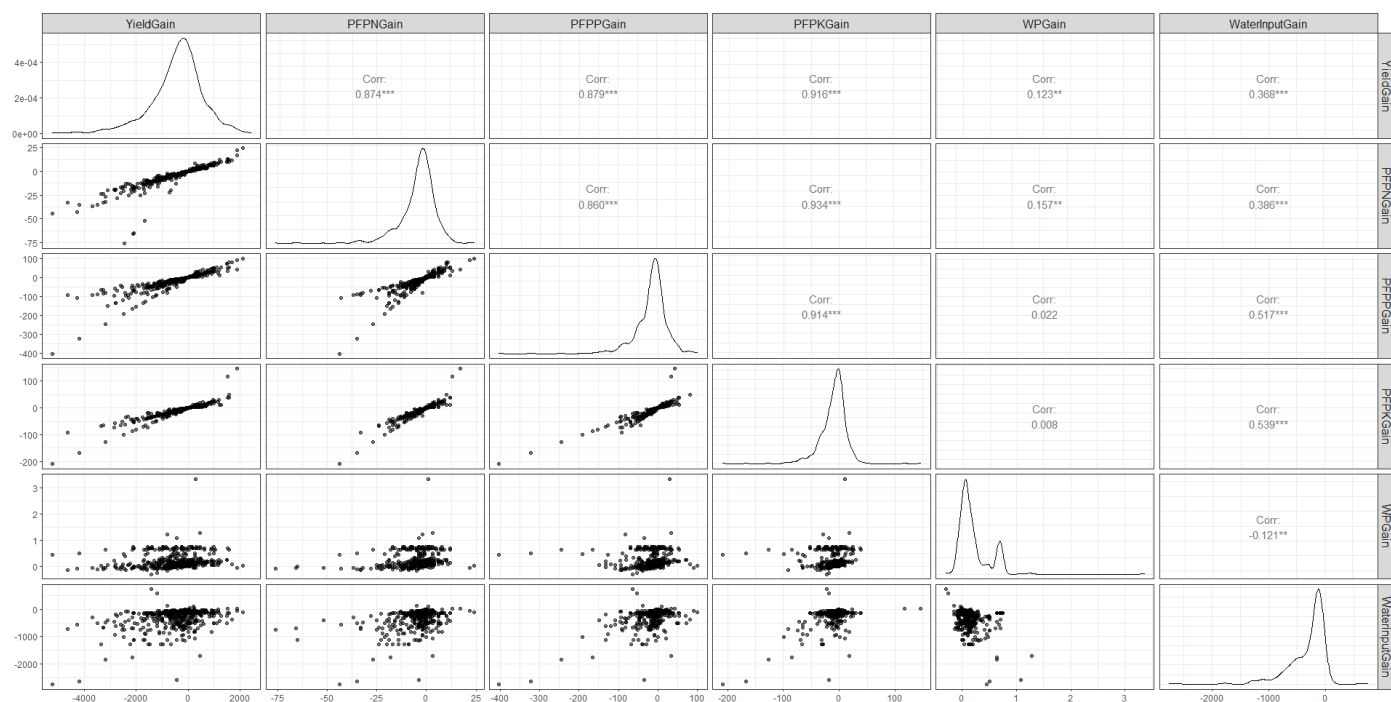 YieldGain PFPNGain PFPPGain PFPKGain WPGain WaterInputGain
4e-04
2e-04
0e+00
Corr:
0.874***
Corr:
0.879***
Corr:
0.916***
Corr:
0.123**
Corr:
0.368***
YieldGain
25
0
-25
-50
-75
Corr:
0.860***
Corr:
0.934***
Corr:
0.157**
Corr:
0.386***
PFPNGain
100
0
-100
-200
-300
-400
Corr:
0.914***
Corr:
0.022
Corr:
0.517***
PFPPGain
100
0
-100
-200
Corr:
0.008
Corr:
0.539***
PFPKGain
3
2
1
0
Corr:
-0.121**
WPGain
0
-1000
-2000
WaterInputGain
-4000 -2000 0 2000 -75 -50 -25 0 25 -400 -300 -200 -100 0 100 -200 -100 0 100 0 1 2 3 -2000 -1000 0